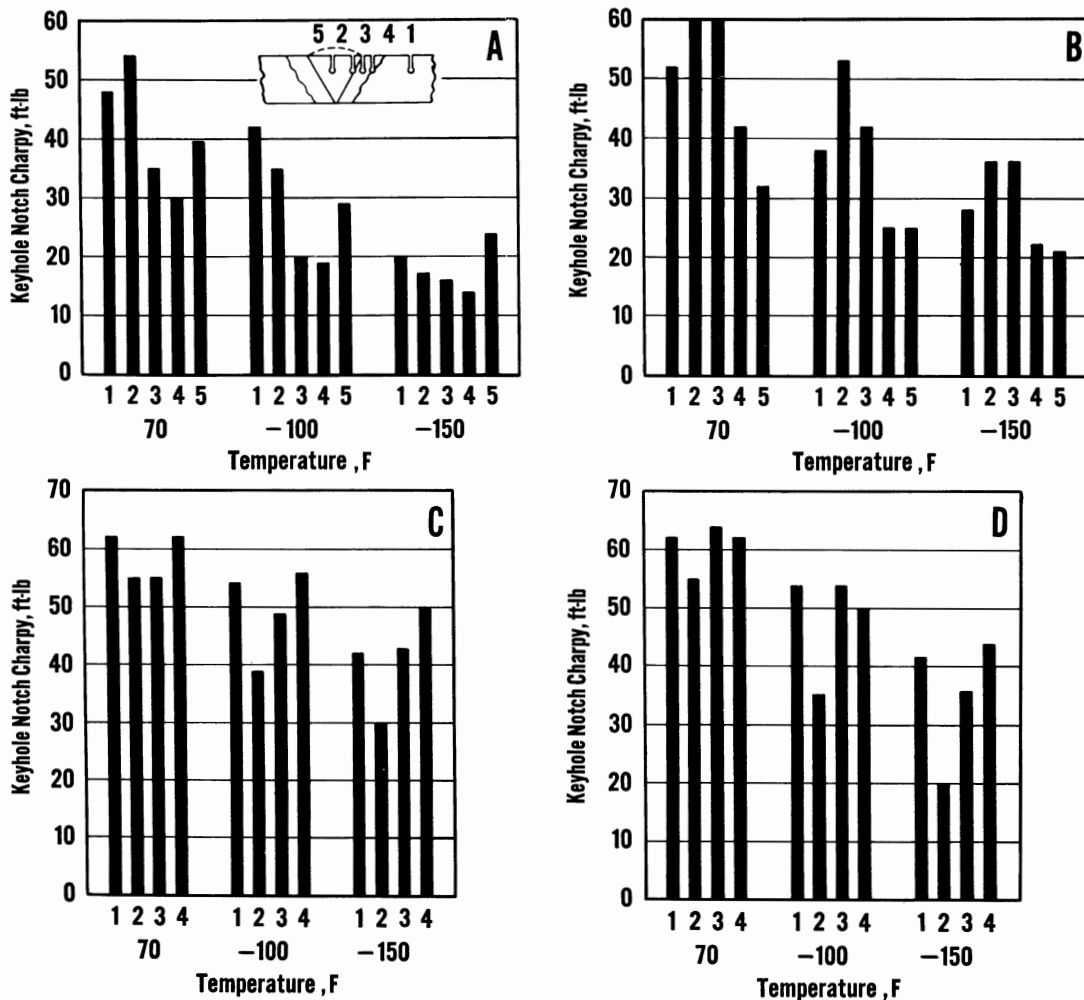 A
5 2 3 4 1
Keyhole Notch Charpy, ft-lb
60
50
40
30
20
10
0
1 2 3 4 5 1 2 3 4 5 1 2 3 4 5
70 −100 −150
Temperature , F
B
Keyhole Notch Charpy, ft-lb
60
50
40
30
20
10
0
1 2 3 4 5 1 2 3 4 5 1 2 3 4 5
70 −100 −150
Temperature , F
C
Keyhole Notch Charpy, ft-lb
70
60
50
40
30
20
10
0
1 2 3 4 1 2 3 4 1 2 3 4
70 −100 −150
Temperature , F
D
Keyhole Notch Charpy, ft-lb
70
60
50
40
30
20
10
0
1 2 3 4 1 2 3 4 1 2 3 4
70 −100 −150
Temperature , F